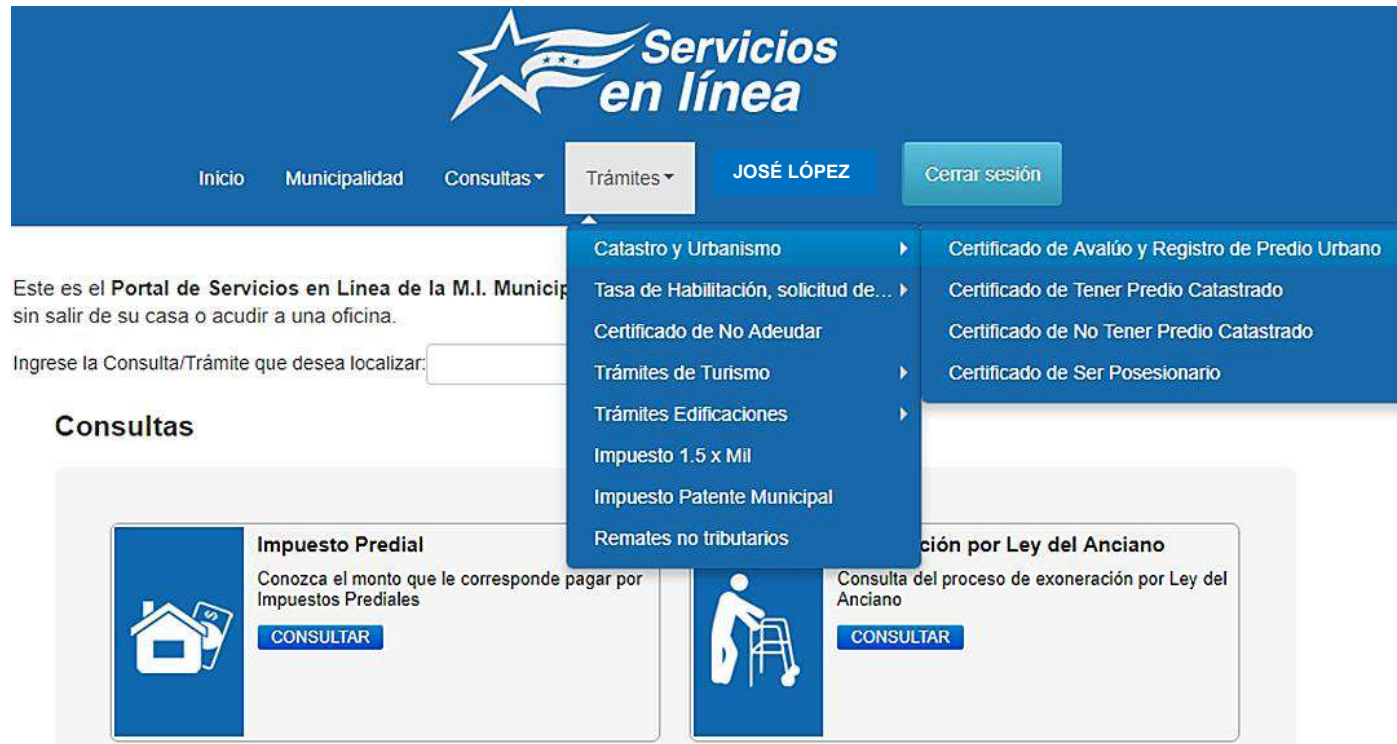 Servicios
en línea
Inicio Municipalidad Consultas Trámites JOSÉ LÓPEZ Cerrar sesión
Catastro y Urbanismo
Tasa de Habilitación, solicitud de...
Certificado de No Adeudar
Trámites de Turismo
Trámites Edificaciones
Impuesto 1.5 x Mil
Impuesto Patente Municipal
Remates no tributarios
Certificado de Avalúo y Registro de Predio Urbano
Certificado de Tener Predio Catastrado
Certificado de No Tener Predio Catastrado
Certificado de Ser Posesionario
Este es el Portal de Servicios en Línea de la M.I. Municip
sin salir de su casa o acudir a una oficina.
Ingrese la Consulta/Trámite que desea localizar:
Consultas
Impuesto Predial
Conozca el monto que le corresponde pagar por
Impuestos Prediales
CONSULTAR
ción por Ley del Anciano
Consulta del proceso de exoneración por Ley del
Anciano
CONSULTAR